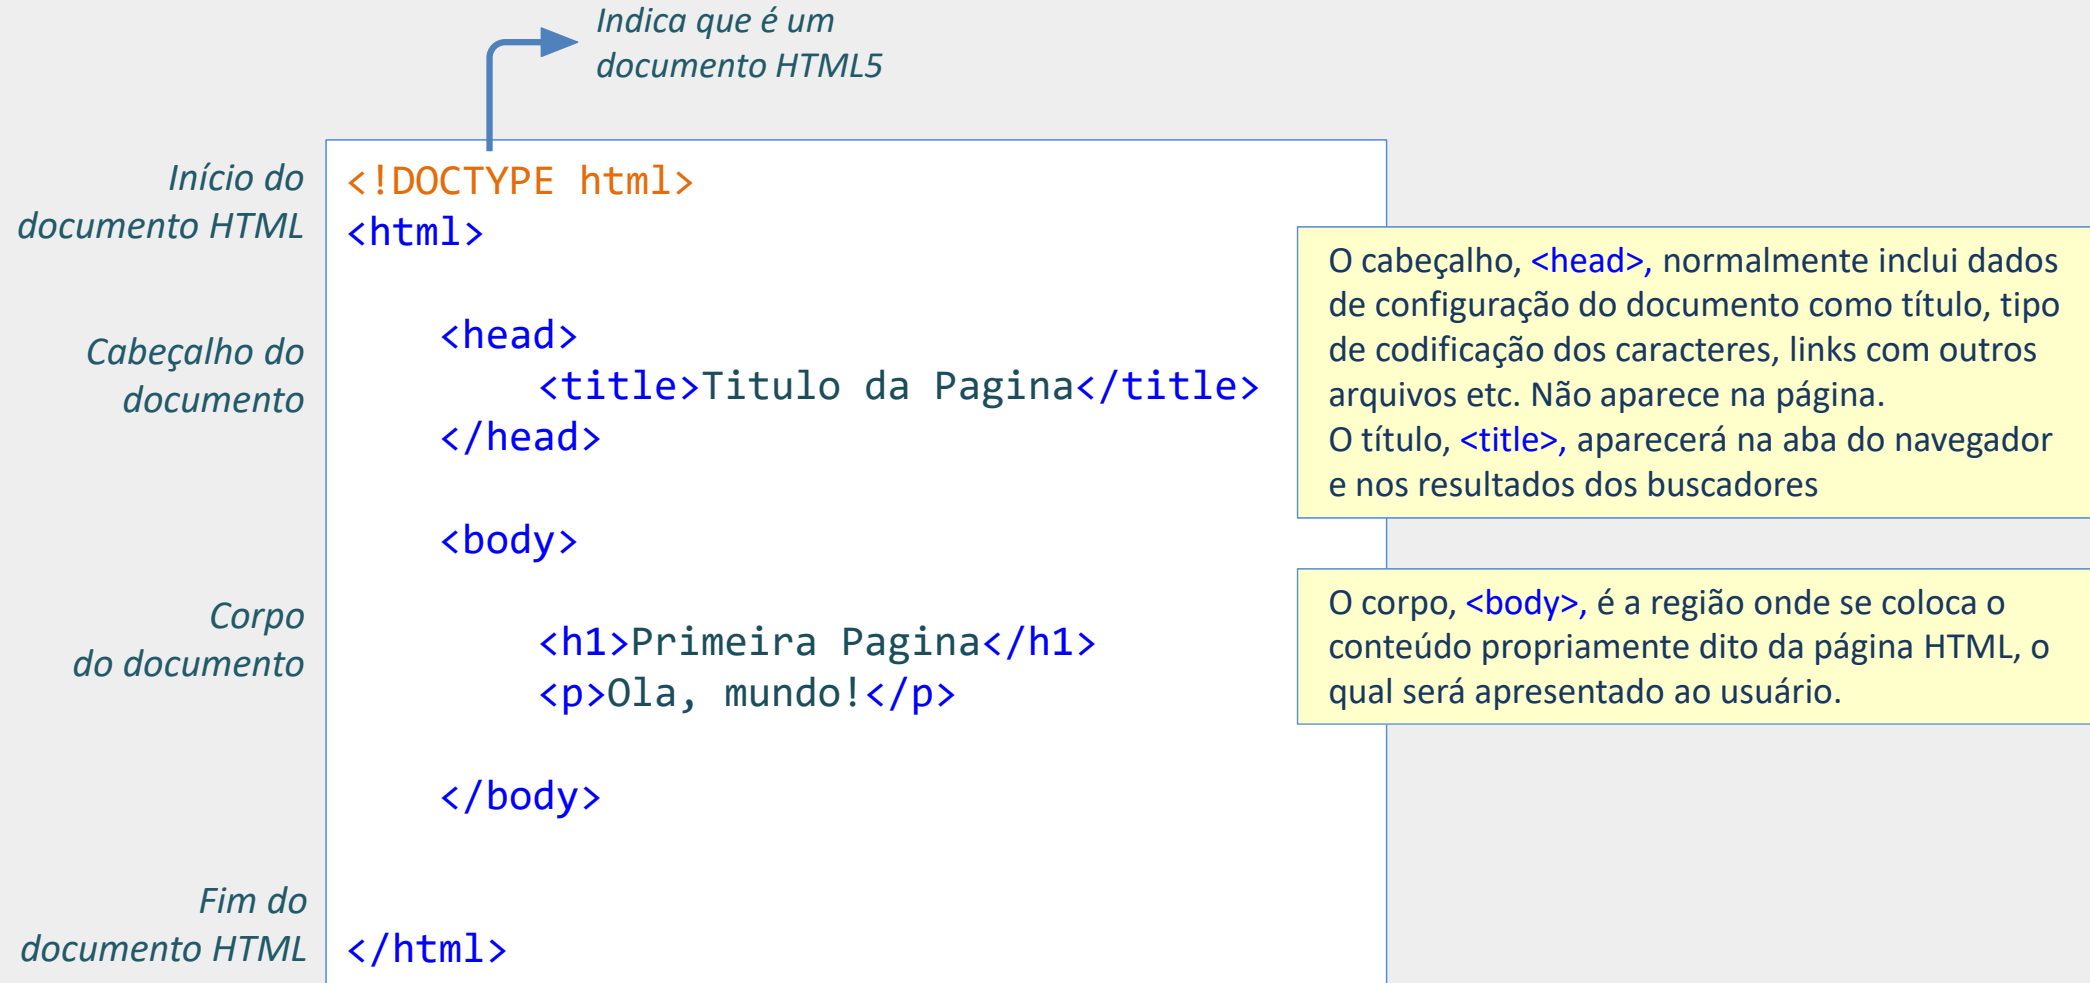 Indica que é um
documento HTML5
Início do
documento HTML
<!DOCTYPE html>
<html>
Cabeçalho do
documento
<head>
<title>Titulo da Pagina</title>
</head>
O cabeçalho, <head>, normalmente inclui dados
de configuração do documento como título, tipo
de codificação dos caracteres, links com outros
arquivos etc. Não aparece na página.
O título, <title>, aparecerá na aba do navegador
e nos resultados dos buscadores
Corpo
do documento
<body>
<h1>Primeira Pagina</h1>
<p>Ola, mundo!</p>
</body>
O corpo, <body>, é a região onde se coloca o
conteúdo propriamente dito da página HTML, o
qual será apresentado ao usuário.
Fim do
documento HTML
</html>